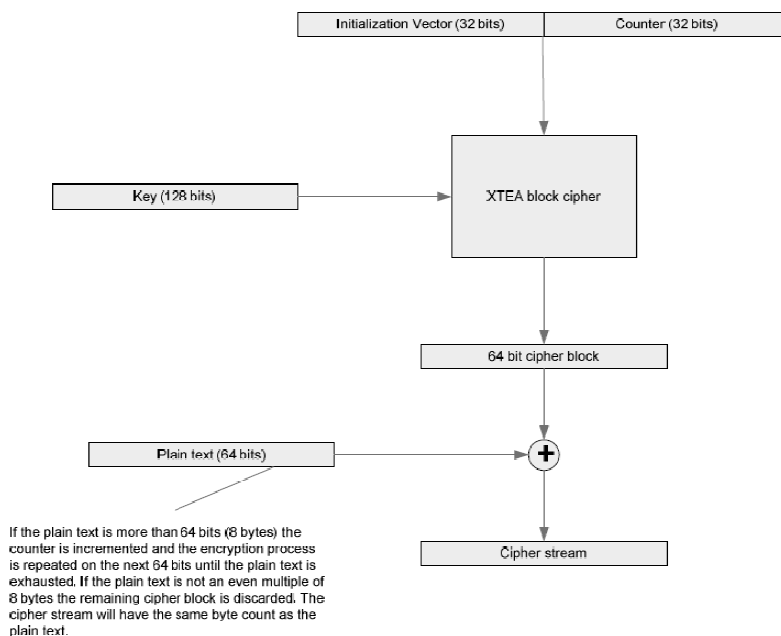 Initialization Vector (32 bits)
Counter (32 bits)
Key (128 bits)
XTEA block cipher
64 bit cipher block
Plain text (64 bits)
+
If the plain text is more than 64 bits (8 bytes) the
counter is incremented and the encryption process
is repeated on the next 64 bits until the plain text is
exhausted. If the plain text is not an even multiple of
8 bytes the remaining cipher block is discarded. The
cipher stream will have the same byte count as the
plain text.
Cipher stream